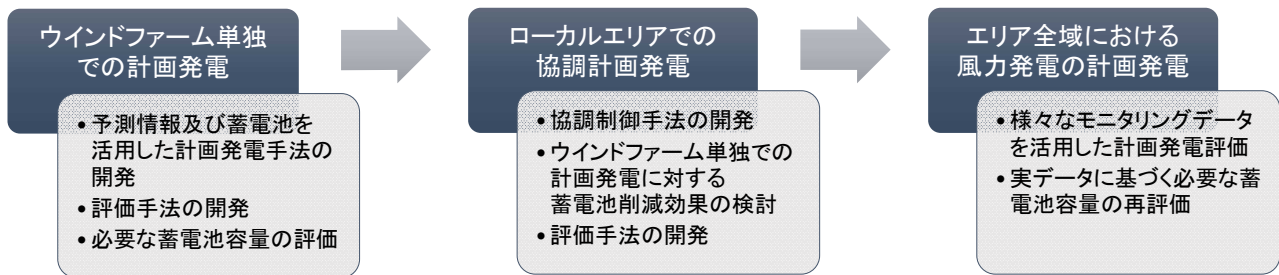 ウインドファーム単独
での計画発電
• 予測情報及び蓄電池を
活用した計画発電手法の
開発
• 評価手法の開発
• 必要な蓄電池容量の評価
ローカルエリアでの
協調計画発電
• 協調制御手法の開発
• ウインドファーム単独での
計画発電に対する
蓄電池削減効果の検討
• 評価手法の開発
エリア全域における
風力発電の計画発電
• 様々なモニタリングデータ
を活用した計画発電評価
• 実データに基づく必要な蓄
電池容量の再評価